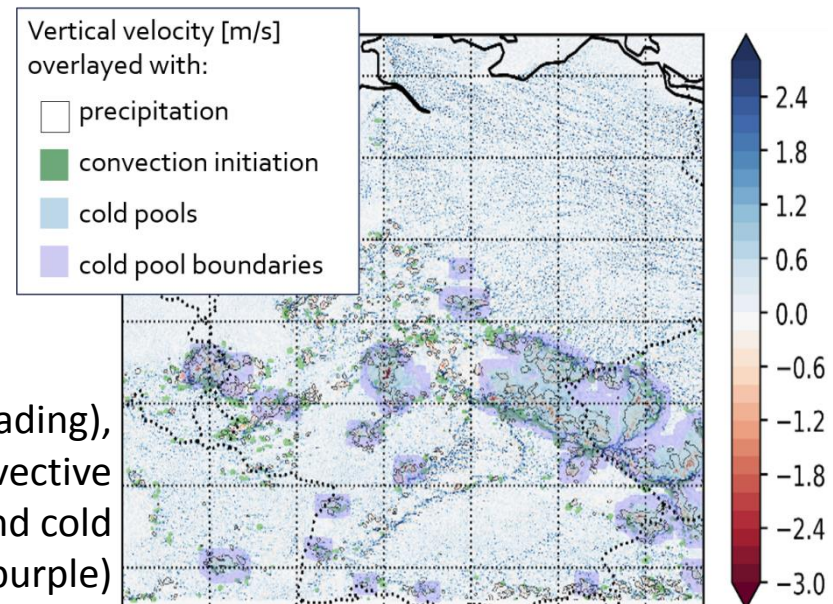 Vertical velocity [m/s]
overlayed with:
precipitation
convection initiation
cold pools
cold pool boundaries
2.4
1.8
1.2
0.6
0.0
−0.6
−1.2
−1.8
−2.4
−3.0
ading),
vective
nd cold
purple)